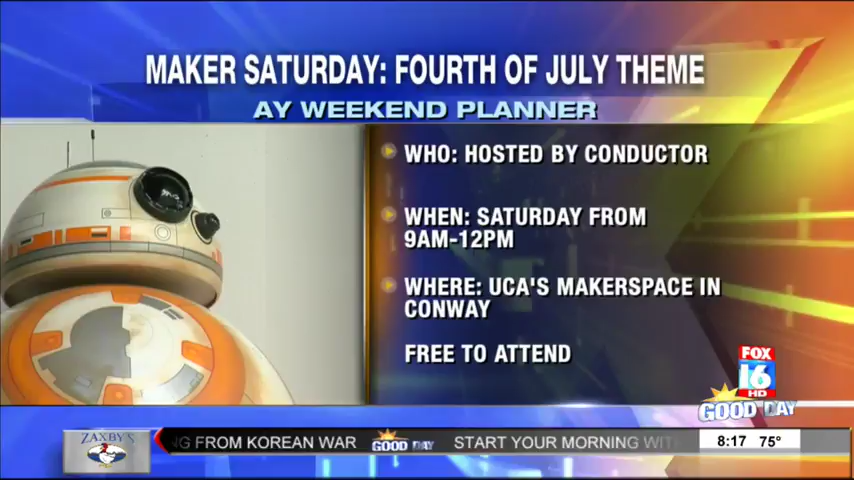 MAKER SATURDAY: FOURTH OF JULY THEME
AY WEEKEND PLANNER
WHO: HOSTED BY CONDUCTOR
WHEN: SATURDAY FROM
9AM-12PM
WHERE: UCA'S MAKERSPACE IN
CONWAY
FREE TO ATTEND
FOX
16
HD
GOOD DAY
ZAXBY'S
NG FROM KOREAN WAR GOOD DAY START YOUR MORNING WIT
8:17 75°